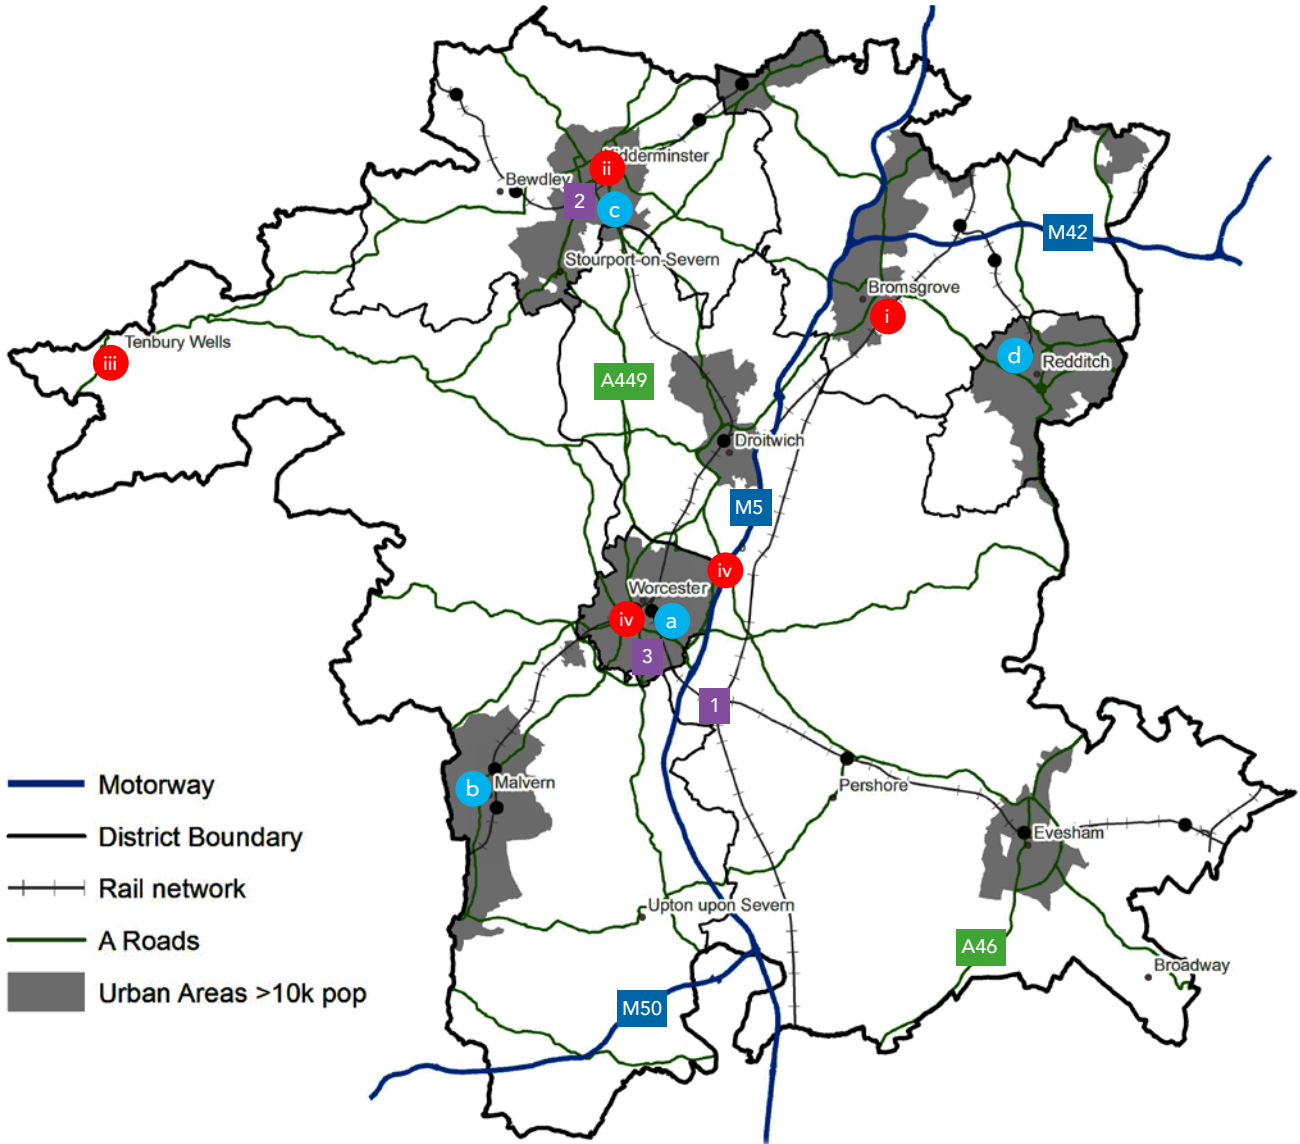 ii
Kidderminster
Bewdley
2
c
M42
Stourport-on-Severn
Bromsgrove
i
Tenbury Wells
iii
d
Redditch
A449
Droitwich
M5
iv
Worcester
iv
a
3
1
Motorway
b
Malvern
Pershore
District Boundary
Evesham
Rail network
Upton upon Severn
A Roads
A46
Broadway
Urban Areas >10k pop
M50